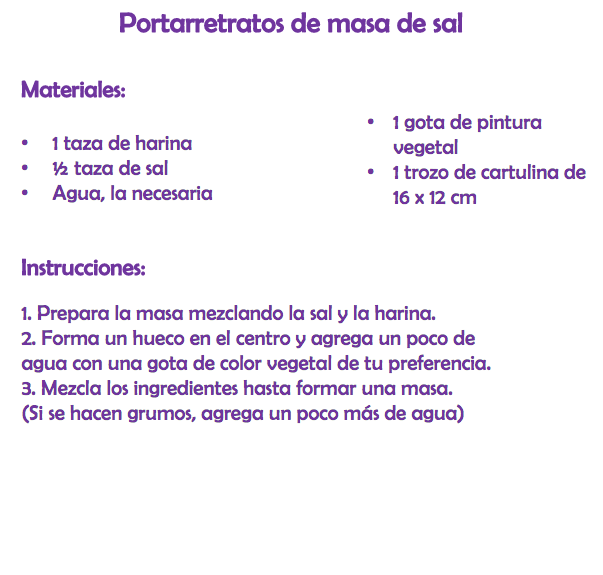 Portarretratos de masa de sal
Materiales:
• 1 taza de harina
• ½ taza de sal
• Agua, la necesaria
• 1 gota de pintura
vegetal
• 1 trozo de cartulina de
16 x 12 cm
Instrucciones:
1. Prepara la masa mezclando la sal y la harina.
2. Forma un hueco en el centro y agrega un poco de
agua con una gota de color vegetal de tu preferencia.
3. Mezcla los ingredientes hasta formar una masa.
(Si se hacen grumos, agrega un poco más de agua)